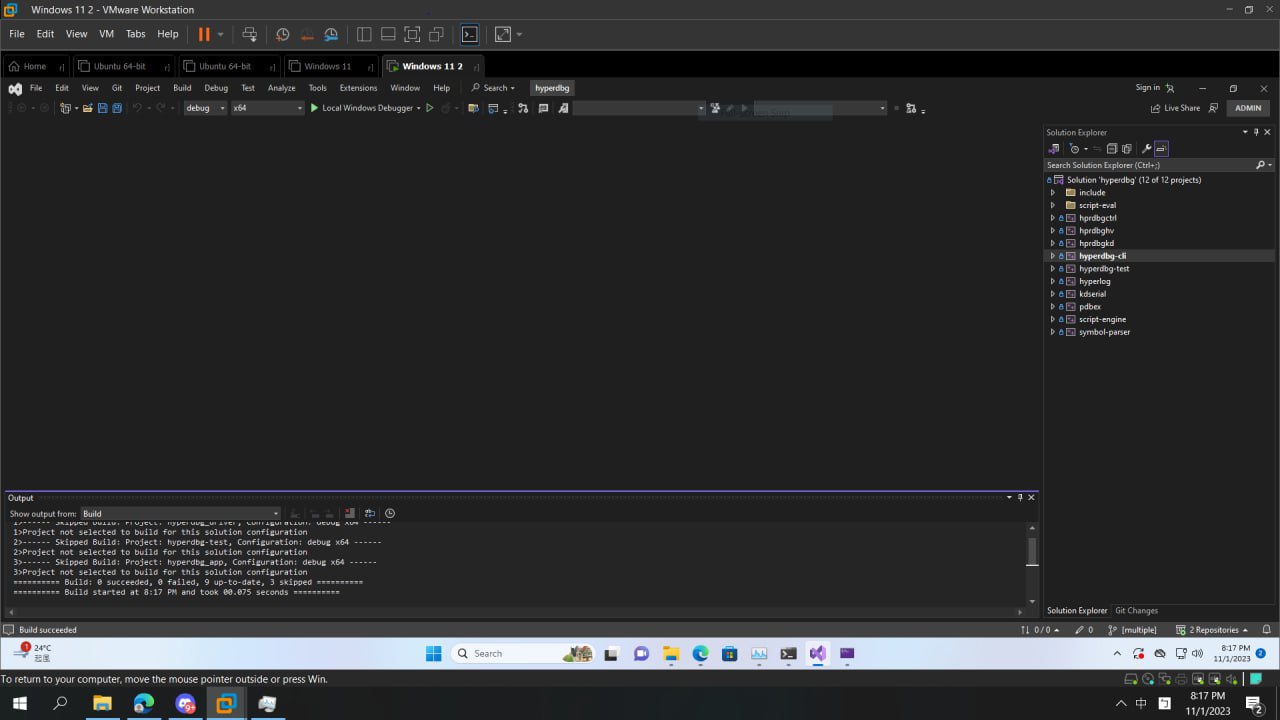 Windows 11 2 - VMware Workstation
File Edit View VM Tabs Help
Home Ubuntu 64-bit Ubuntu 64-bit Windows 11 Windows 11 2
File Edit View Git Project Build Debug Test Analyze Tools Extensions Window Help Search hyperdbg Sign in
debug x64 Local Windows Debugger Live Share ADMIN
Solution Explorer
Search Solution Explorer (Ctrl+;)
Solution 'hyperdbg' (12 of 12 projects)
include
script-eval
hprdbgctrl
hprdbghv
hprdbgkd
hyperdbg-cli
hyperdbg-test
hyperlog
kdserial
pdbex
script-engine
symbol-parser
Output
Show output from: Build
1>------ Skipped Build: Project: hyperdbg_driver, Configuration: debug x64 ------
1>Project not selected to build for this solution configuration
2>------ Skipped Build: Project: hyperdbg-test, Configuration: debug x64 ------
2>Project not selected to build for this solution configuration
3>------ Skipped Build: Project: hyperdbg_app, Configuration: debug x64 ------
3>Project not selected to build for this solution configuration
========== Build: 0 succeeded, 0 failed, 9 up-to-date, 3 skipped ==========
========== Build started at 8:17 PM and took 00.075 seconds ==========
Solution Explorer Git Changes
Build succeeded 0 / 0 0 [multiple] 2 Repositories
1 24°C
起風
Search
8:17 PM
11/1/2023 2
To return to your computer, move the mouse pointer outside or press Win.
中
8:17 PM
11/1/2023
2